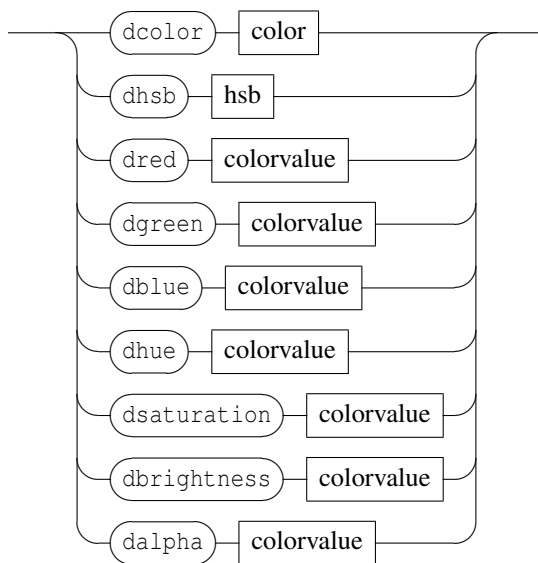 dcolor color
dhsb hsb
dred colorvalue
dgreen colorvalue
dblue colorvalue
dhue colorvalue
dsaturation colorvalue
dbrightness colorvalue
dalpha colorvalue